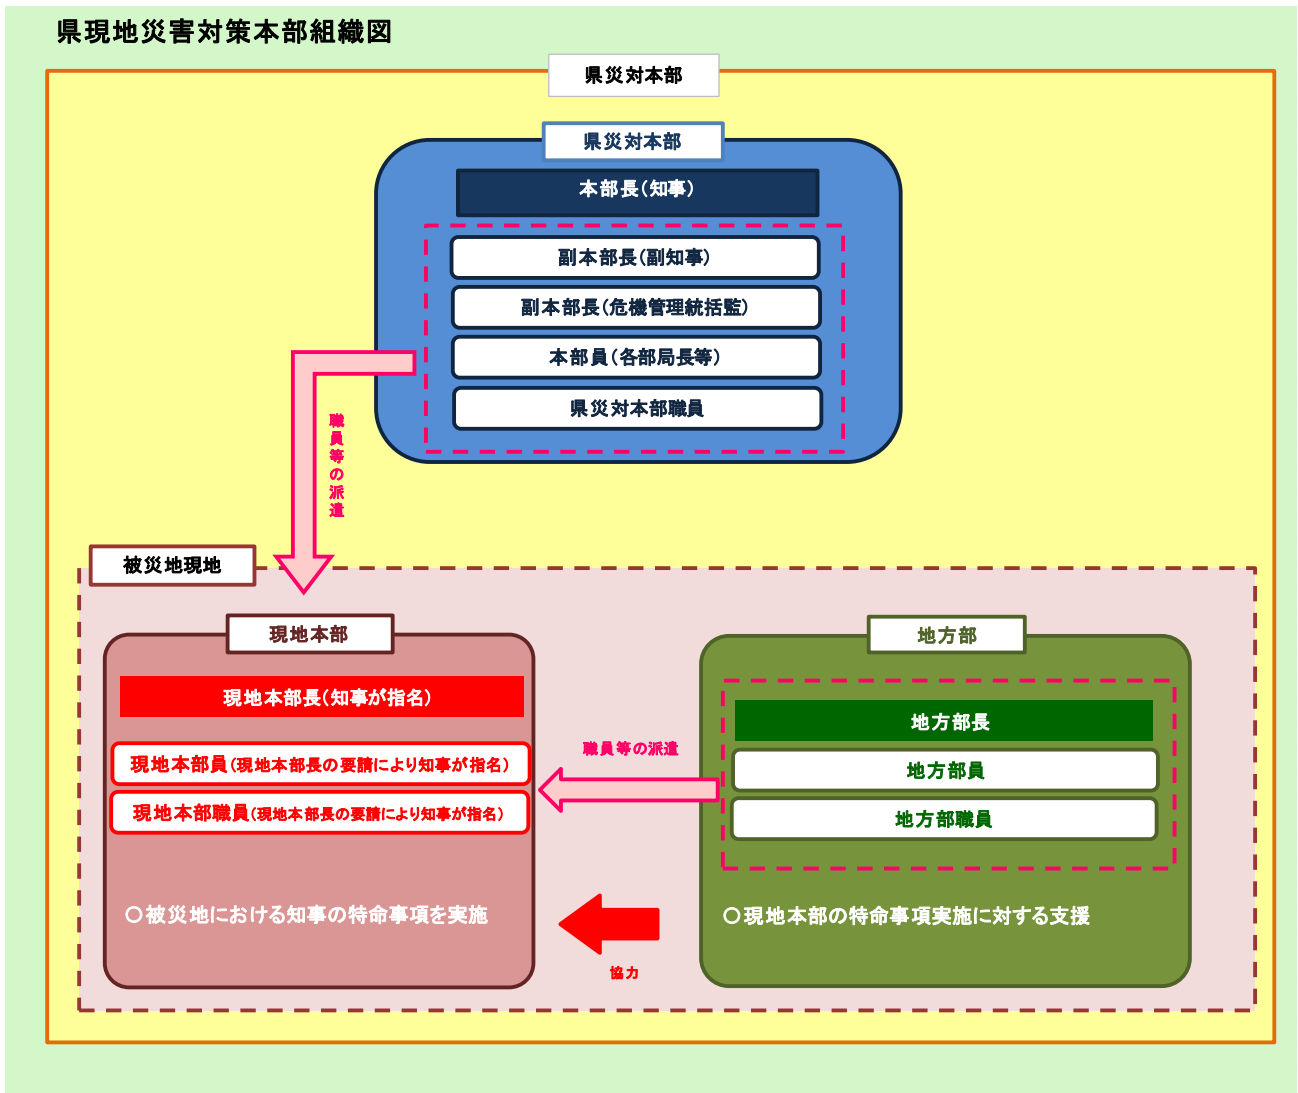 県現地災害対策本部組織図
県災対本部
県災対本部
本部長（知事）
副本部長（副知事）
副本部長（危機管理統括監）
本部員（各部局長等）
県災対本部職員
職員等の派遣
被災地現地
現地本部
現地本部長（知事が指名）
現地本部員（現地本部長の要請により知事が指名）
現地本部職員（現地本部長の要請により知事が指名）
〇被災地における知事の特命事項を実施
職員等の派遣
協力
地方部
地方部長
地方部員
地方部職員
〇現地本部の特命事項実施に対する支援